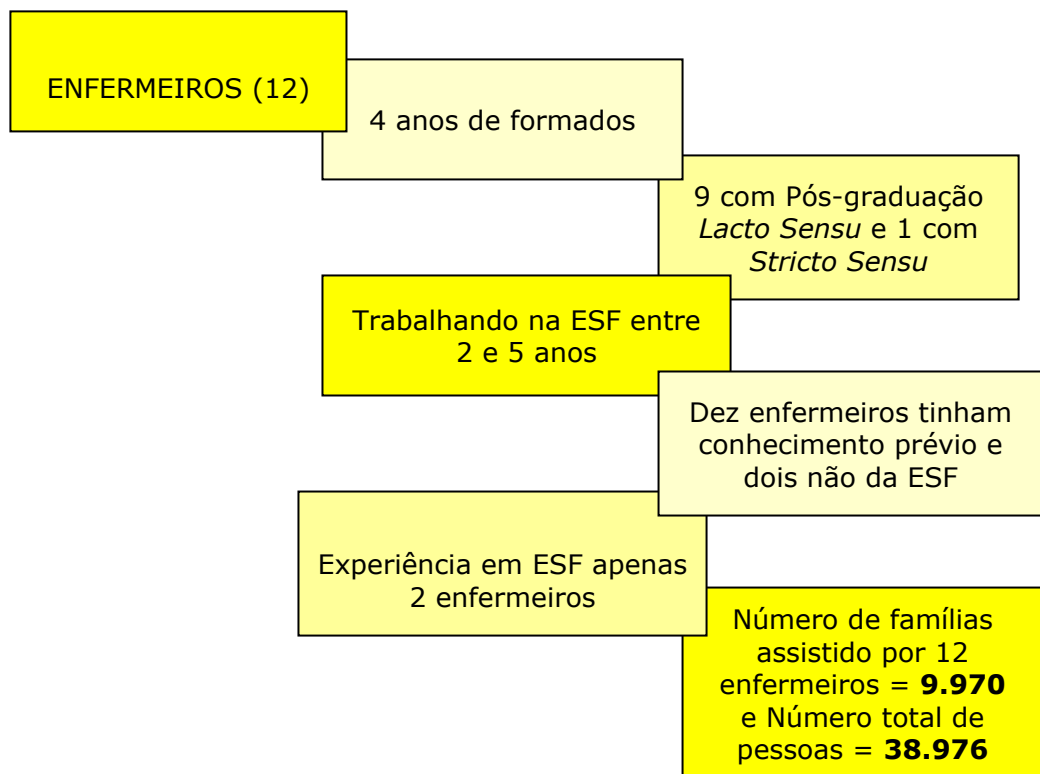 ENFERMEIROS (12)
4 anos de formados
9 com Pós-graduação
Lacto Sensu e 1 com
Stricto Sensu
Trabalhando na ESF entre
2 e 5 anos
Dez enfermeiros tinham
conhecimento prévio e
dois não da ESF
Experiência em ESF apenas
2 enfermeiros
Número de famílias
assistido por 12
enfermeiros = 9.970
e Número total de
pessoas = 38.976